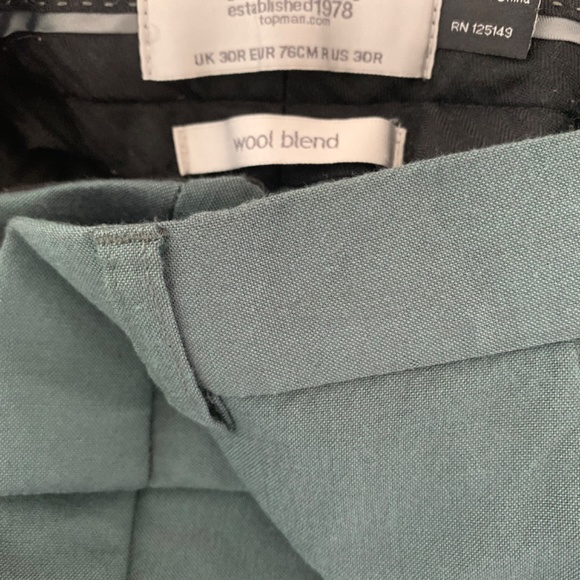 established1978
topman.com
UK 30R EUR 76CM R US 30R
RN 125149
wool blend